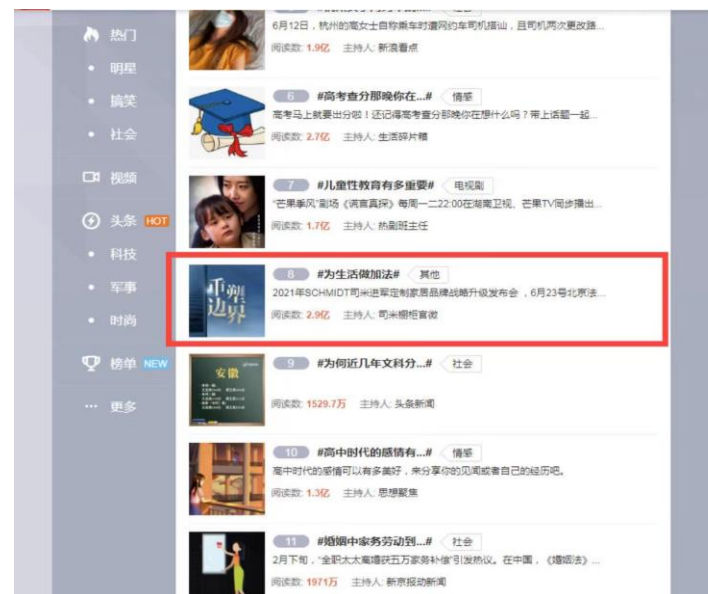 热门
明星
搞笑
社会
视频
头条 HOT
科技
军事
时尚
榜单 NEW
更多
6月12日，杭州的高女士自称乘车时遭网约车司机搭讪，且司机两次更改路...
阅读数: 1.9亿 主持人: 新浪看点
6 #高考查分那晚你在...# 情感
高考马上就要出分啦！还记得高考查分那晚你在想什么吗？带上话题一起...
阅读数: 2.7亿 主持人: 生活碎片精
7 #儿童性教育有多重要# 电视剧
“芒果季风”剧场《谎言真探》每周一二22:00在湖南卫视、芒果TV同步播出...
阅读数: 1.7亿 主持人: 热剧班主任
重塑
边界
8 #为生活做加法# 其他
2021年SCHMIDT司米进军定制家居品牌战略升级发布会，6月23号北京法...
阅读数: 2.9亿 主持人: 司米橱柜官微
安徽
9 #为何近几年文科分...# 社会
阅读数: 1529.7万 主持人: 头条新闻
10 #高中时代的感情有...# 情感
高中时代的感情可以有多美好，来分享你的见闻或者自己的经历吧。
阅读数: 1.3亿 主持人: 思想聚焦
11 #婚姻中家务劳动到...# 社会
2月下旬，“全职太太离婚获五万家务补偿”引发热议。在中国，《婚姻法》...
阅读数: 1971万 主持人: 新京报动新闻